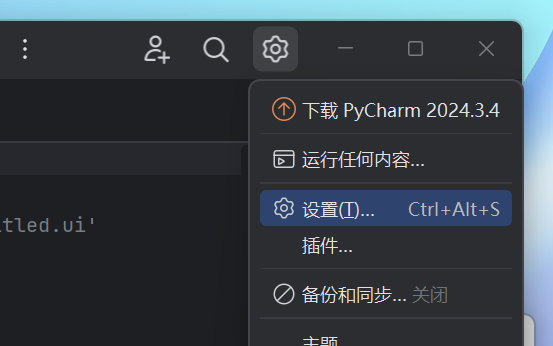 下载 PyCharm 2024.3.4
运行任何内容...
tled.ui'
设置(T)... Ctrl+Alt+S
插件...
备份和同步... 关闭
主题...